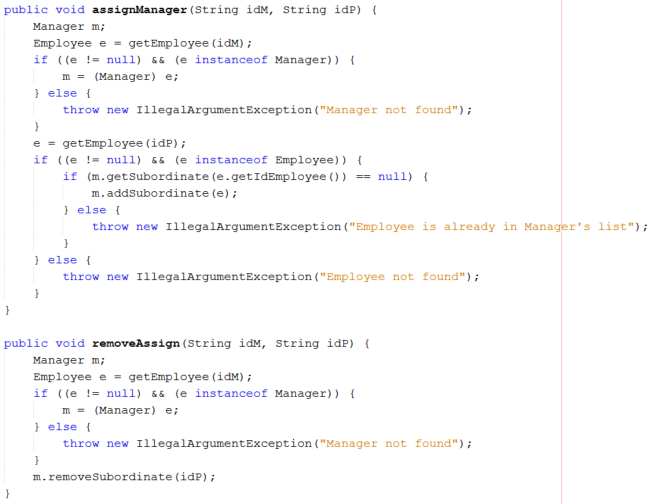 public void assignManager(String idM, String idP) {
    Manager m;
    Employee e = getEmployee(idM);
    if ((e != null) && (e instanceof Manager)) {
        m = (Manager) e;
    } else {
        throw new IllegalArgumentException("Manager not found");
    }
    e = getEmployee(idP);
    if ((e != null) && (e instanceof Employee)) {
        if (m.getSubordinate(e.getIdEmployee()) == null) {
            m.addSubordinate(e);
        } else {
            throw new IllegalArgumentException("Employee is already in Manager's list");
        }
    } else {
        throw new IllegalArgumentException("Employee not found");
    }
}

public void removeAssign(String idM, String idP) {
    Manager m;
    Employee e = getEmployee(idM);
    if ((e != null) && (e instanceof Manager)) {
        m = (Manager) e;
    } else {
        throw new IllegalArgumentException("Manager not found");
    }
    m.removeSubordinate(idP);
}